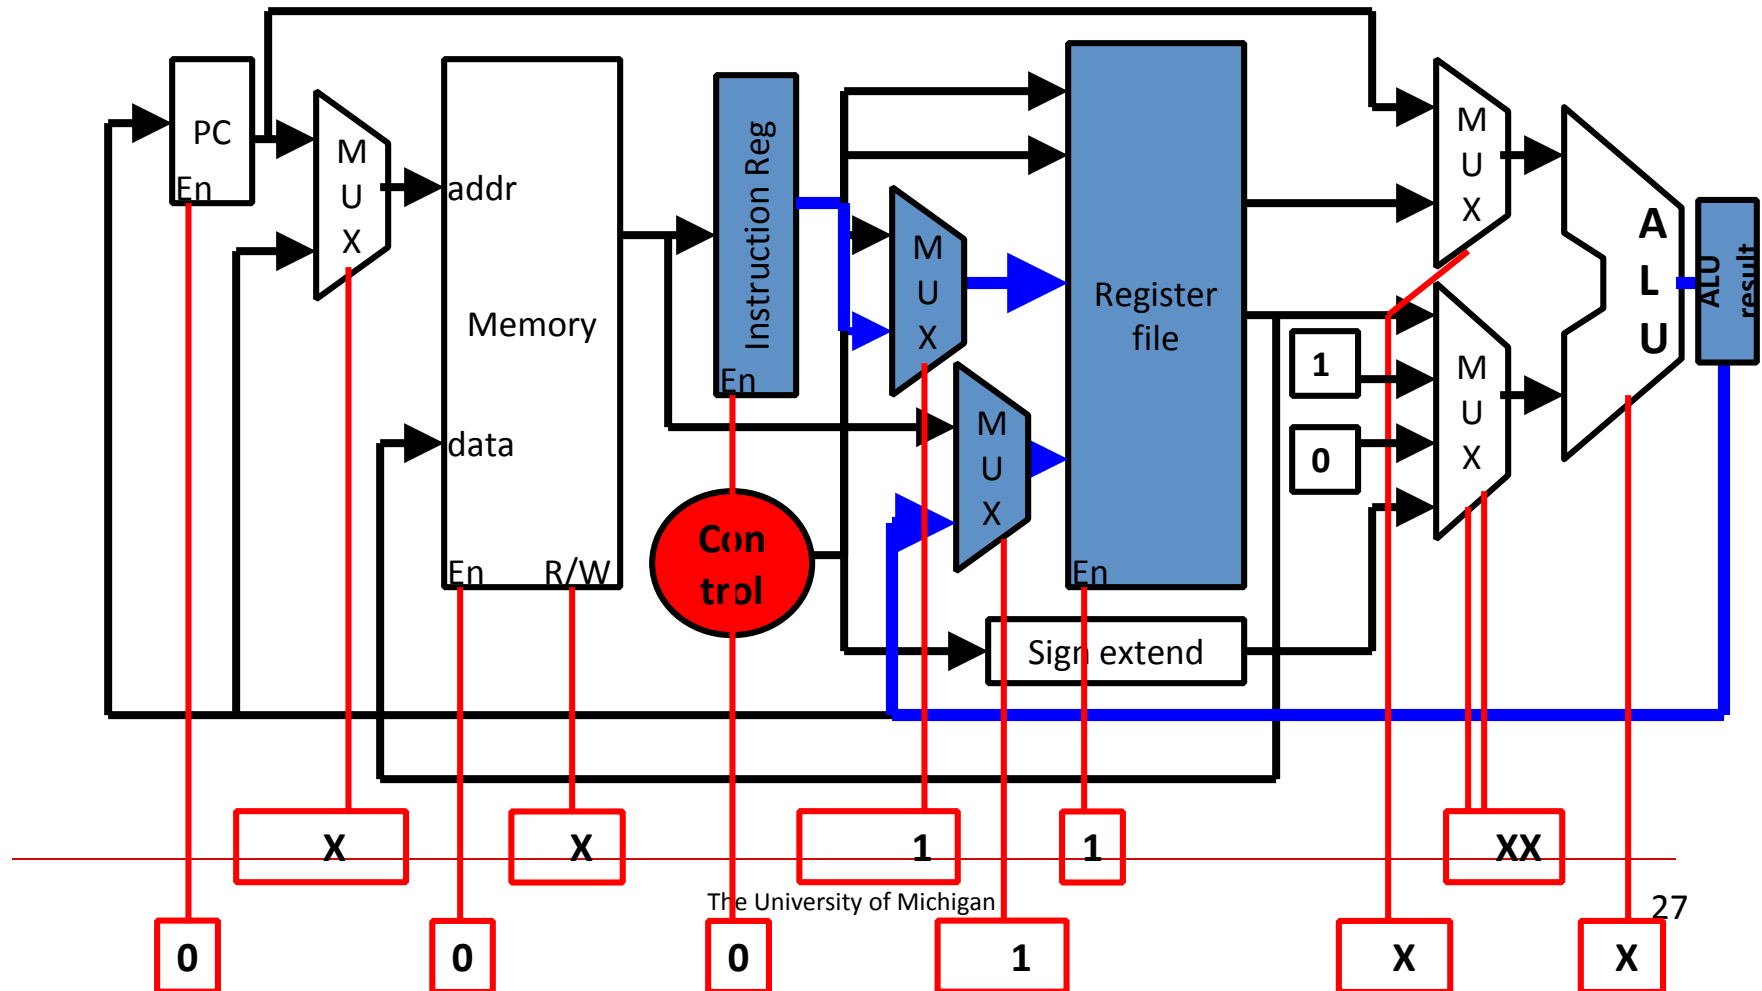 PC
En
M
U
X
addr
Memory
data
En
R/W
Instruction Reg
En
Con
trol
M
U
X
M
U
X
Register
file
En
Sign extend
1
0
M
U
X
M
U
X
A
L
U
ALU
result
X
X
1
1
XX
The University of Michigan
27
0
0
0
1
X
X